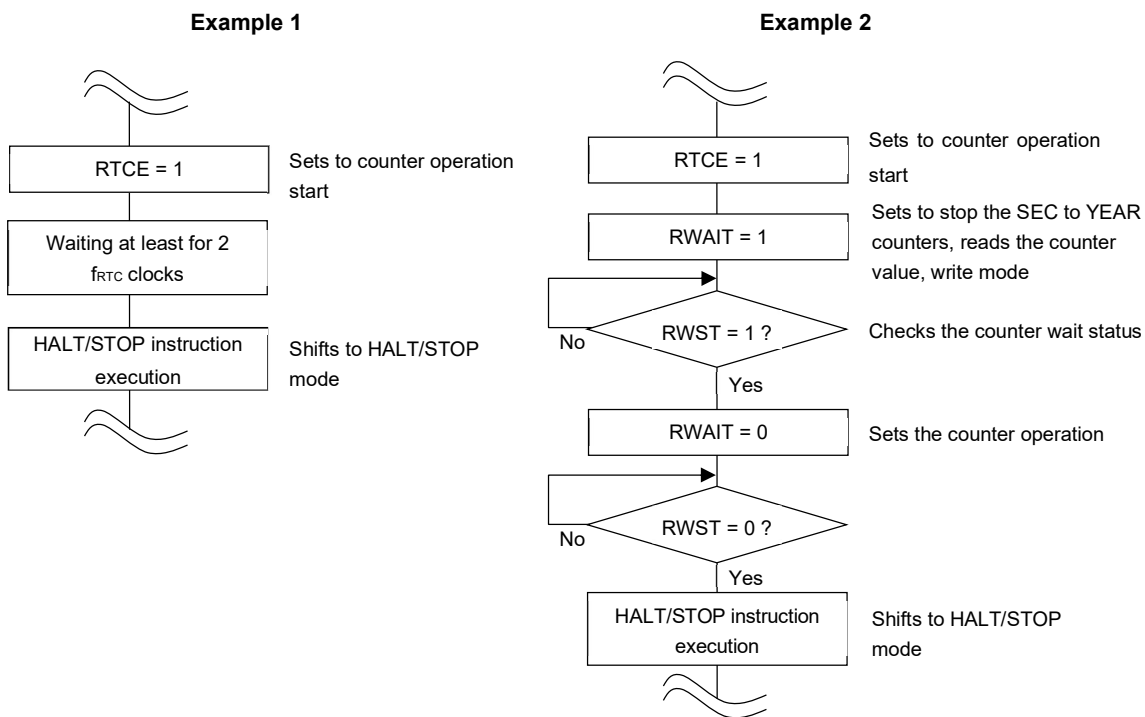 Example 1
RTCE = 1
Sets to counter operation
start
Waiting at least for 2
fRTC clocks
HALT/STOP instruction
execution
Shifts to HALT/STOP
mode
Example 2
RTCE = 1
Sets to counter operation
start
RWAIT = 1
Sets to stop the SEC to YEAR
counters, reads the counter
value, write mode
RWST = 1 ?
No
Checks the counter wait status
Yes
RWAIT = 0
Sets the counter operation
RWST = 0 ?
No
Yes
HALT/STOP instruction
execution
Shifts to HALT/STOP
mode